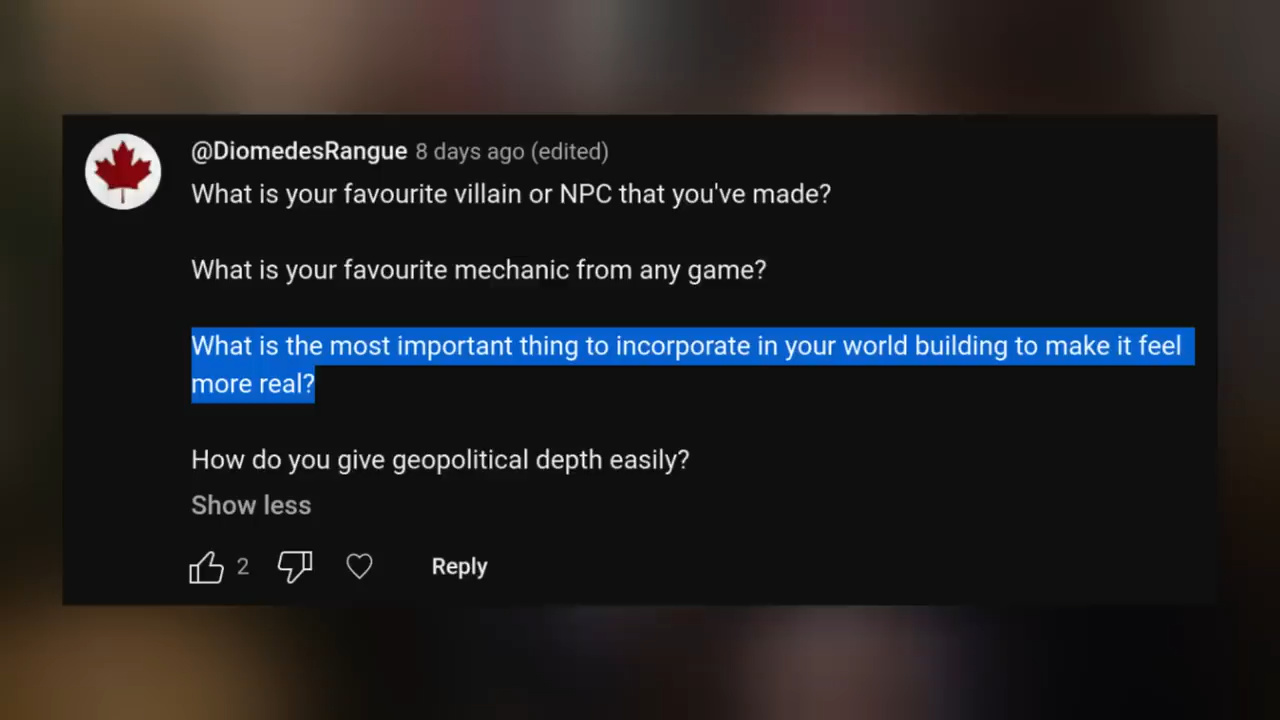 @DiomedesRangue 8 days ago (edited)
What is your favourite villain or NPC that you've made?
What is your favourite mechanic from any game?
What is the most important thing to incorporate in your world building to make it feel
more real?
How do you give geopolitical depth easily?
Show less
2 Reply